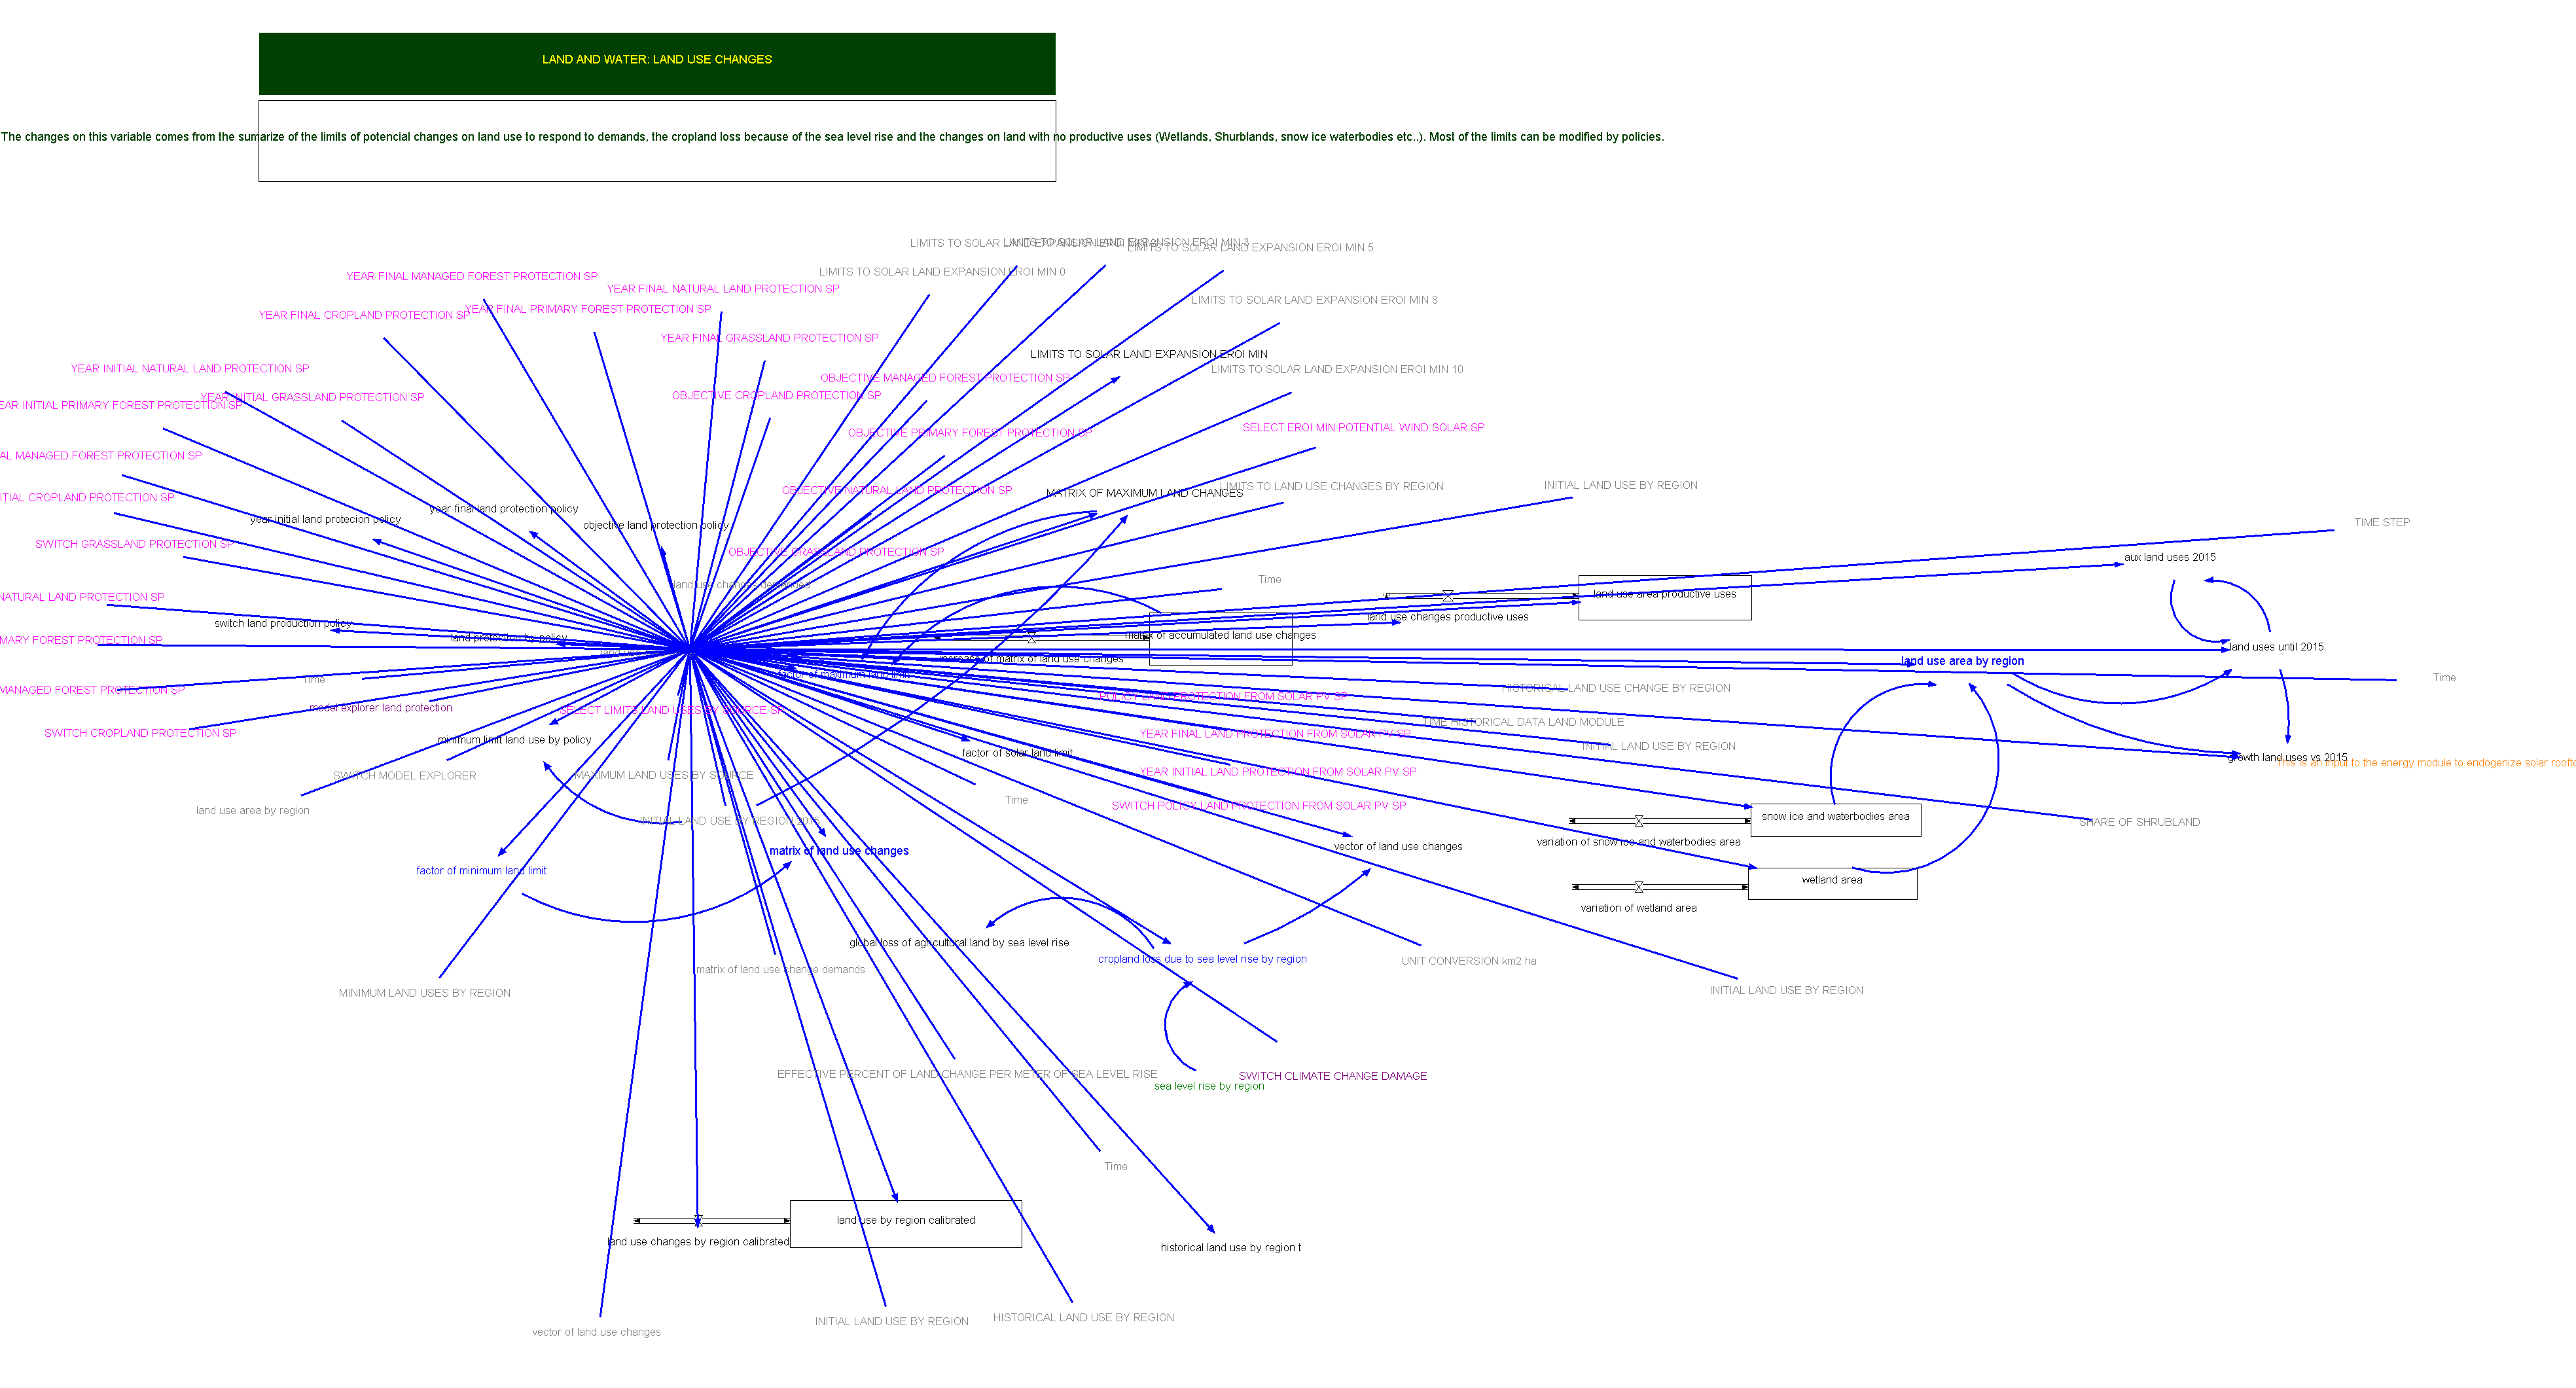 LAND AND WATER: LAND USE CHANGES
The changes on this variable comes from the sumarize of the limits of potencial changes on land use to respond to demands, the cropland loss because of the sea level rise and the changes on land with no productive uses (Wetlands, Shurblands, snow ice waterbodies etc..). Most of the limits can be modified by policies.
LIMITS TO SOLAR LAND EXPANSION EROI MIN 2
LIMITS TO SOLAR LAND EXPANSION EROI MIN 3
LIMITS TO SOLAR LAND EXPANSION EROI MIN 5
LIMITS TO SOLAR LAND EXPANSION EROI MIN 0
YEAR FINAL MANAGED FOREST PROTECTION SP
YEAR FINAL NATURAL LAND PROTECTION SP
LIMITS TO SOLAR LAND EXPANSION EROI MIN 8
YEAR FINAL PRIMARY FOREST PROTECTION SP
YEAR FINAL CROPLAND PROTECTION SP
YEAR FINAL GRASSLAND PROTECTION SP
LIMITS TO SOLAR LAND EXPANSION EROI MIN
YEAR INITIAL NATURAL LAND PROTECTION SP
LIMITS TO SOLAR LAND EXPANSION EROI MIN 10
OBJECTIVE MANAGED FOREST PROTECTION SP
OBJECTIVE CROPLAND PROTECTION SP
YEAR INITIAL GRASSLAND PROTECTION SP
EAR INITIAL PRIMARY FOREST PROTECTION SP
SELECT EROI MIN POTENTIAL WIND SOLAR SP
OBJECTIVE PRIMARY FOREST PROTECTION SP
AL MANAGED FOREST PROTECTION SP
INITIAL LAND USE BY REGION
LIMITS TO LAND USE CHANGES BY REGION
OBJECTIVE NATURAL LAND PROTECTION SP
MATRIX OF MAXIMUM LAND CHANGES
ITIAL CROPLAND PROTECTION SP
year final land protection policy
year initial land protecion policy
objective land protection policy
TIME STEP
SWITCH GRASSLAND PROTECTION SP
OBJECTIVE GRASSLAND PROTECTION SP
aux land uses 2015
Time
land use changes demanded
land use area productive uses
NATURAL LAND PROTECTION SP
land use changes productive uses
switch land production policy
matrix of accumulated land use changes
land protection by policy
MARY FOREST PROTECTION SP
land uses until 2015
increase of matrix of land use changes
land use area by region
factor of maximum land limit
Time
Time
MANAGED FOREST PROTECTION SP
HISTORICAL LAND USE CHANGE BY REGION
POLICY LAND PROTECTION FROM SOLAR PV SP
model explorer land protection
SELECT LIMITS LAND USES BY SOURCE SP
TIME HISTORICAL DATA LAND MODULE
SWITCH CROPLAND PROTECTION SP
YEAR FINAL LAND PROTECTION FROM SOLAR PV SP
minimum limit land use by policy
INITIAL LAND USE BY REGION
factor of solar land limit
growth land uses vs 2015
This is an input to the energy module to endogenize solar roofto
YEAR INITIAL LAND PROTECTION FROM SOLAR PV SP
SWITCH MODEL EXPLORER
MAXIMUM LAND USES BY SOURCE
Time
SWITCH POLICY LAND PROTECTION FROM SOLAR PV SP
land use area by region
snow ice and waterbodies area
INITIAL LAND USE BY REGION 2015
SHARE OF SHRUBLAND
variation of snow ice and waterbodies area
vector of land use changes
matrix of land use changes
factor of minimum land limit
wetland area
variation of wetland area
global loss of agricultural land by sea level rise
cropland loss due to sea level rise by region
UNIT CONVERSION km2 ha
matrix of land use change demands
MINIMUM LAND USES BY REGION
INITIAL LAND USE BY REGION
EFFECTIVE PERCENT OF LAND CHANGE PER METER OF SEA LEVEL RISE
SWITCH CLIMATE CHANGE DAMAGE
sea level rise by region
Time
land use by region calibrated
land use changes by region calibrated
historical land use by region t
HISTORICAL LAND USE BY REGION
INITIAL LAND USE BY REGION
vector of land use changes